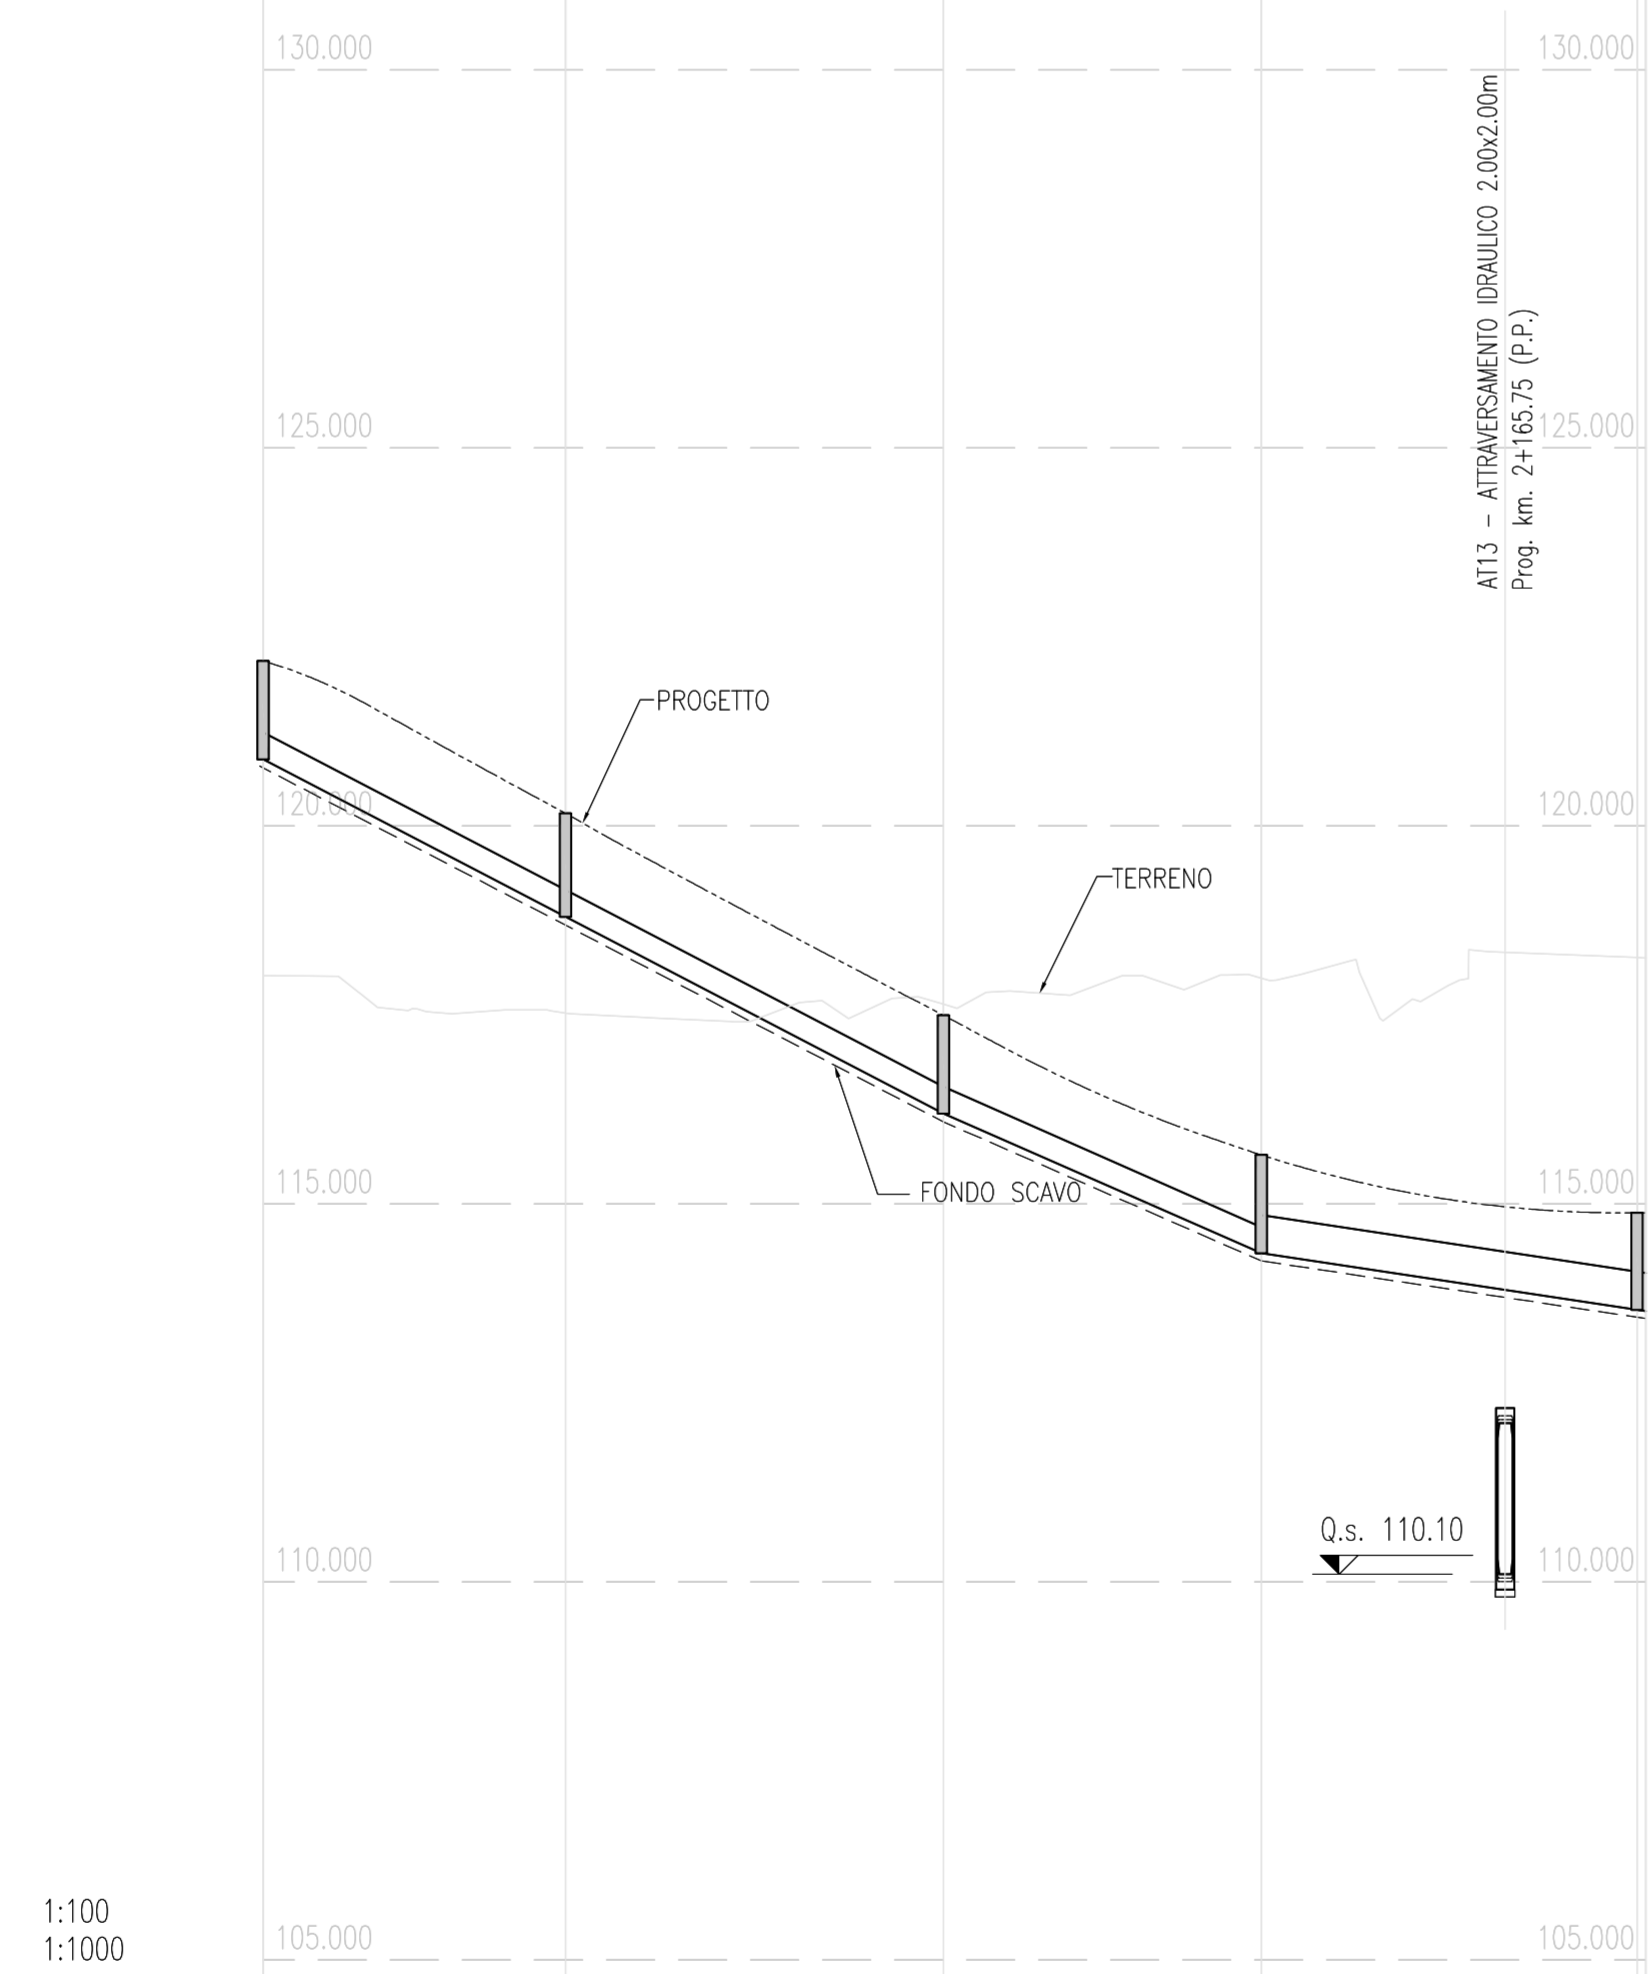 130.000
130.000
AT13 - ATTRAVERSAMENTO IDRAULICO 2.00x2.00m
Prog. km. 2+165.75 (P.P.)
125.000
125.000
PROGETTO
120.000
120.000
TERRENO
115.000
115.000
FONDO SCAVO
Q.s. 110.10
110.000
110.000
1:100
1:1000
105.000
105.000